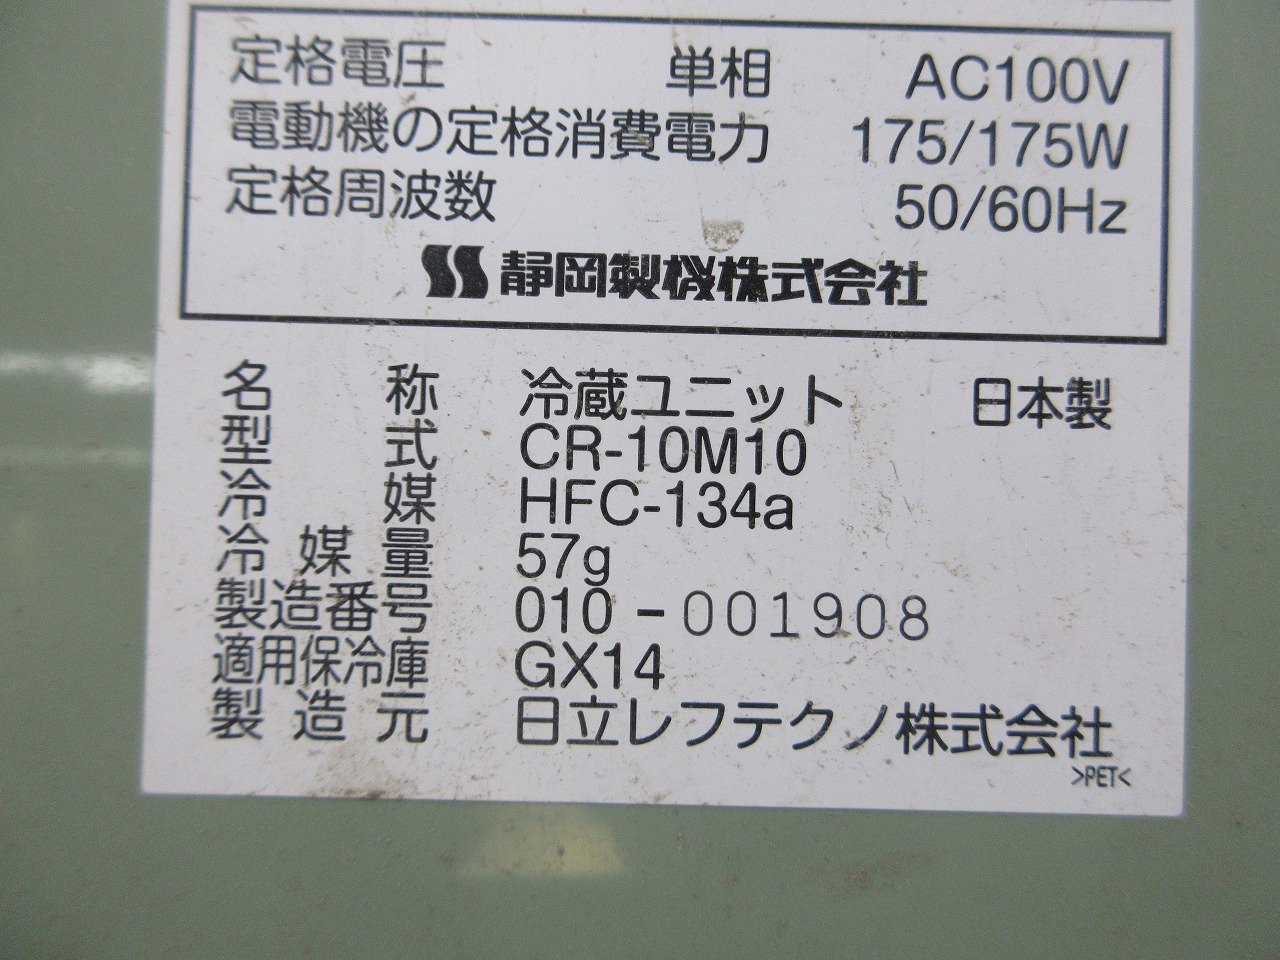 定格電圧 単相 AC100V
電動機の定格消費電力 175/175W
定格周波数 50/60Hz
静岡製機株式会社
名称 冷蔵ユニット 日本製
型式 CR-10M10
冷媒 HFC-134a
冷媒量 57g
製造番号 010-001908
適用保冷庫 GX14
製造元 日立レフテクノ株式会社
>PET<